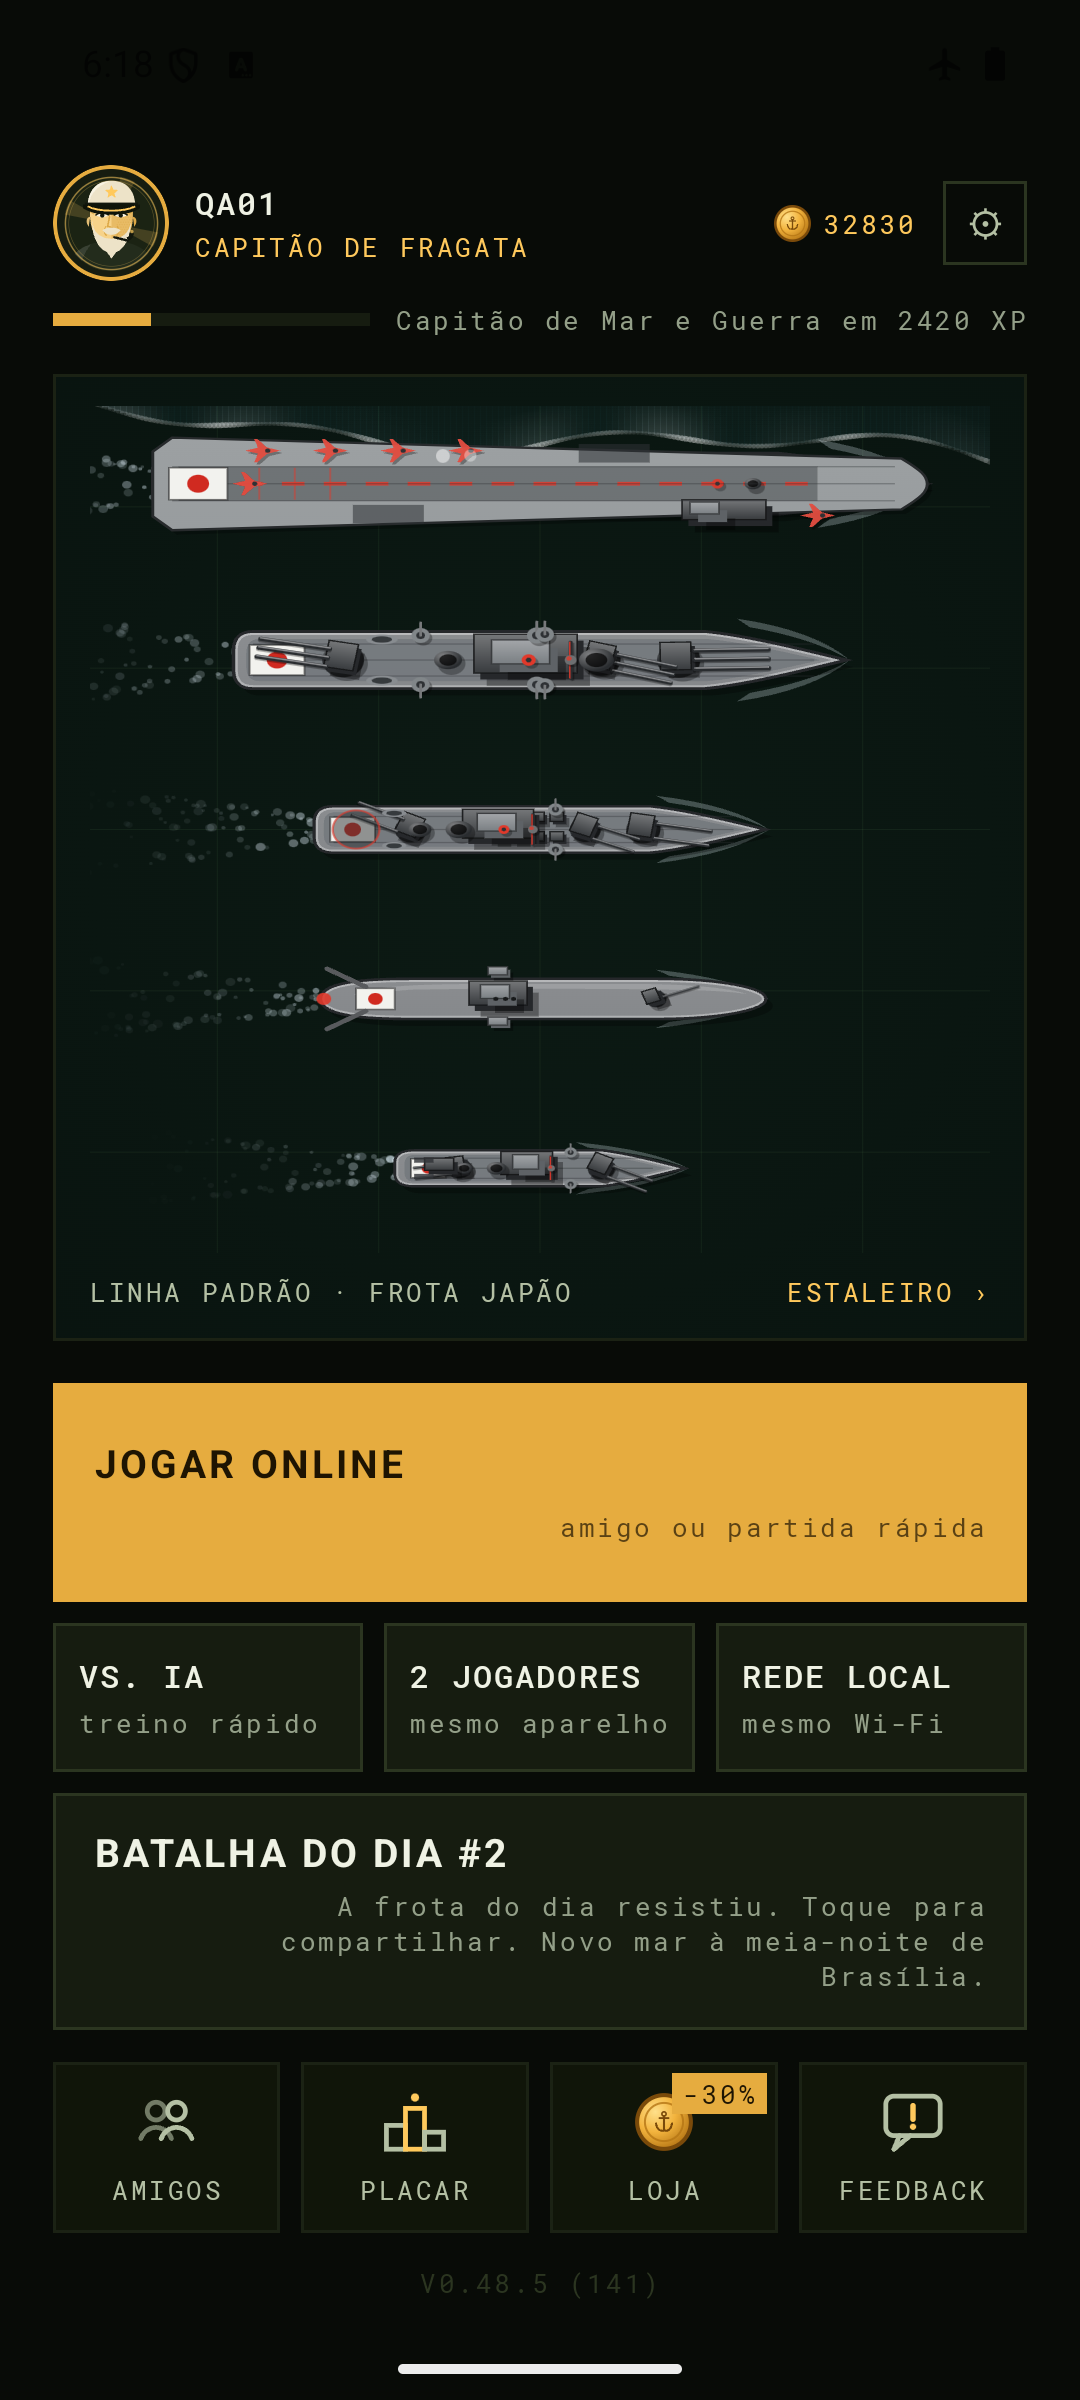 6:18
QA01
CAPITÃO DE FRAGATA
32830
Capitão de Mar e Guerra em 2420 XP
LINHA PADRÃO · FROTA JAPÃO
ESTALEIRO ›
JOGAR ONLINE
amigo ou partida rápida
VS. IA
treino rápido
2 JOGADORES
mesmo aparelho
REDE LOCAL
mesmo Wi-Fi
BATALHA DO DIA #2
A frota do dia resistiu. Toque para
compartilhar. Novo mar à meia-noite de
Brasília.
-30%
AMIGOS
PLACAR
LOJA
FEEDBACK
V0.48.5 (141)